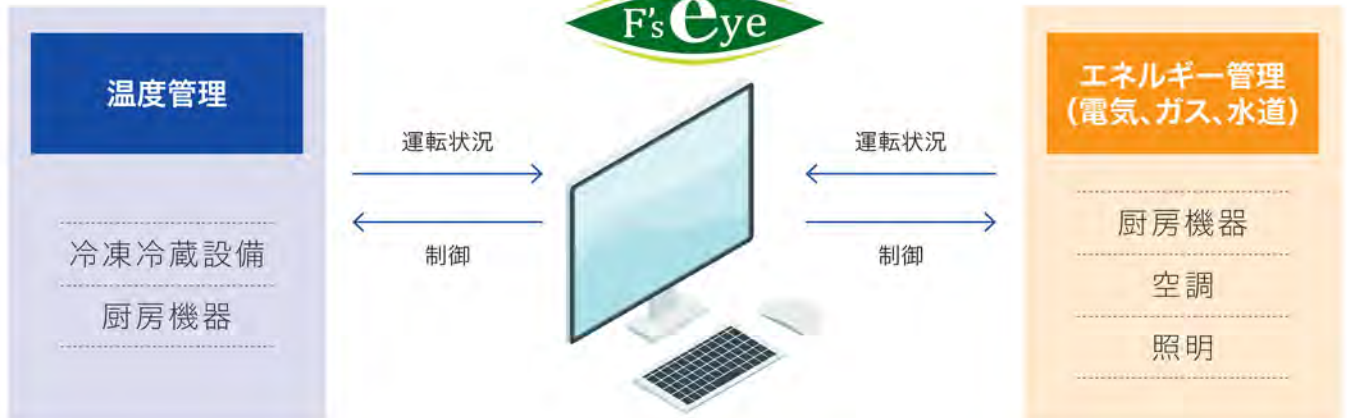 F's eye
温度管理
冷凍冷蔵設備
厨房機器
運転状況
制御
運転状況
制御
エネルギー管理
(電気、ガス、水道)
厨房機器
空調
照明